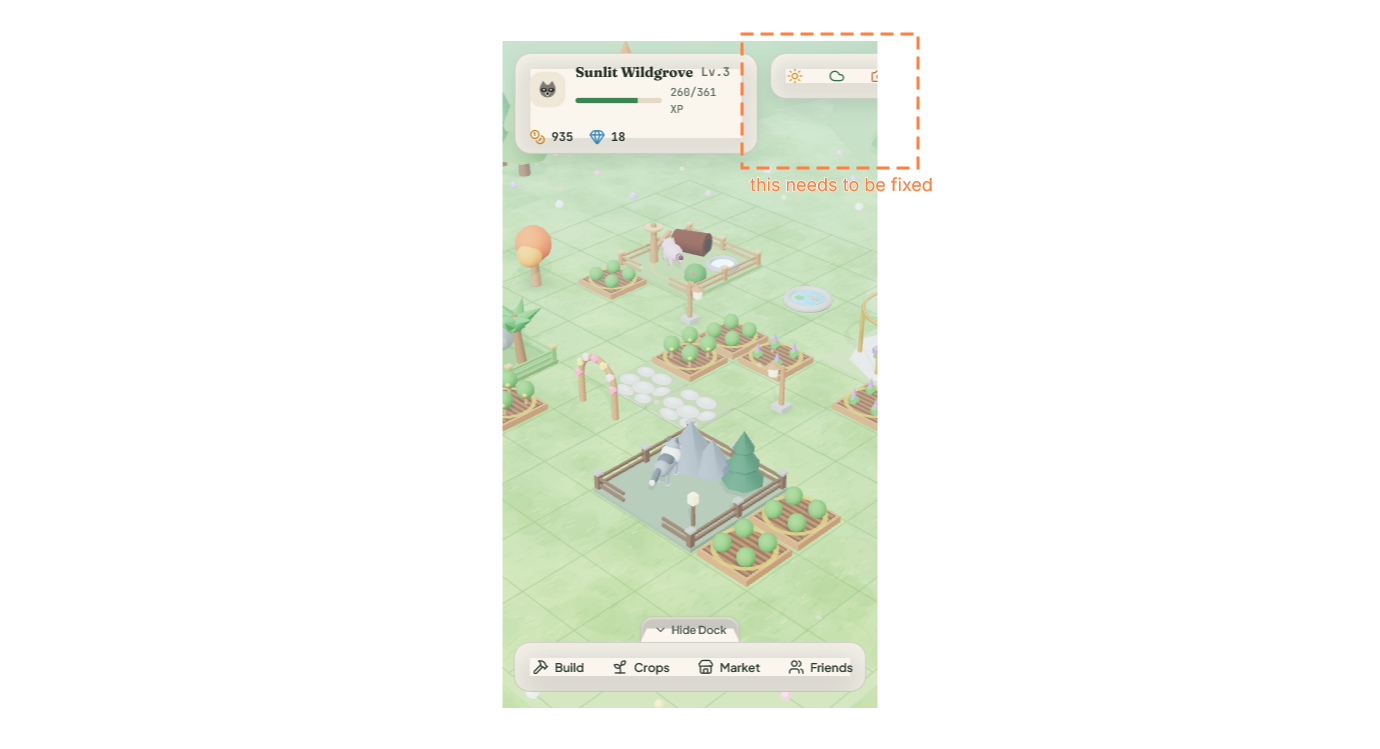 Sunlit Wildgrove Lv.3
260/361
XP
935 18
this needs to be fixed
Hide Dock
Build Crops Market Friends